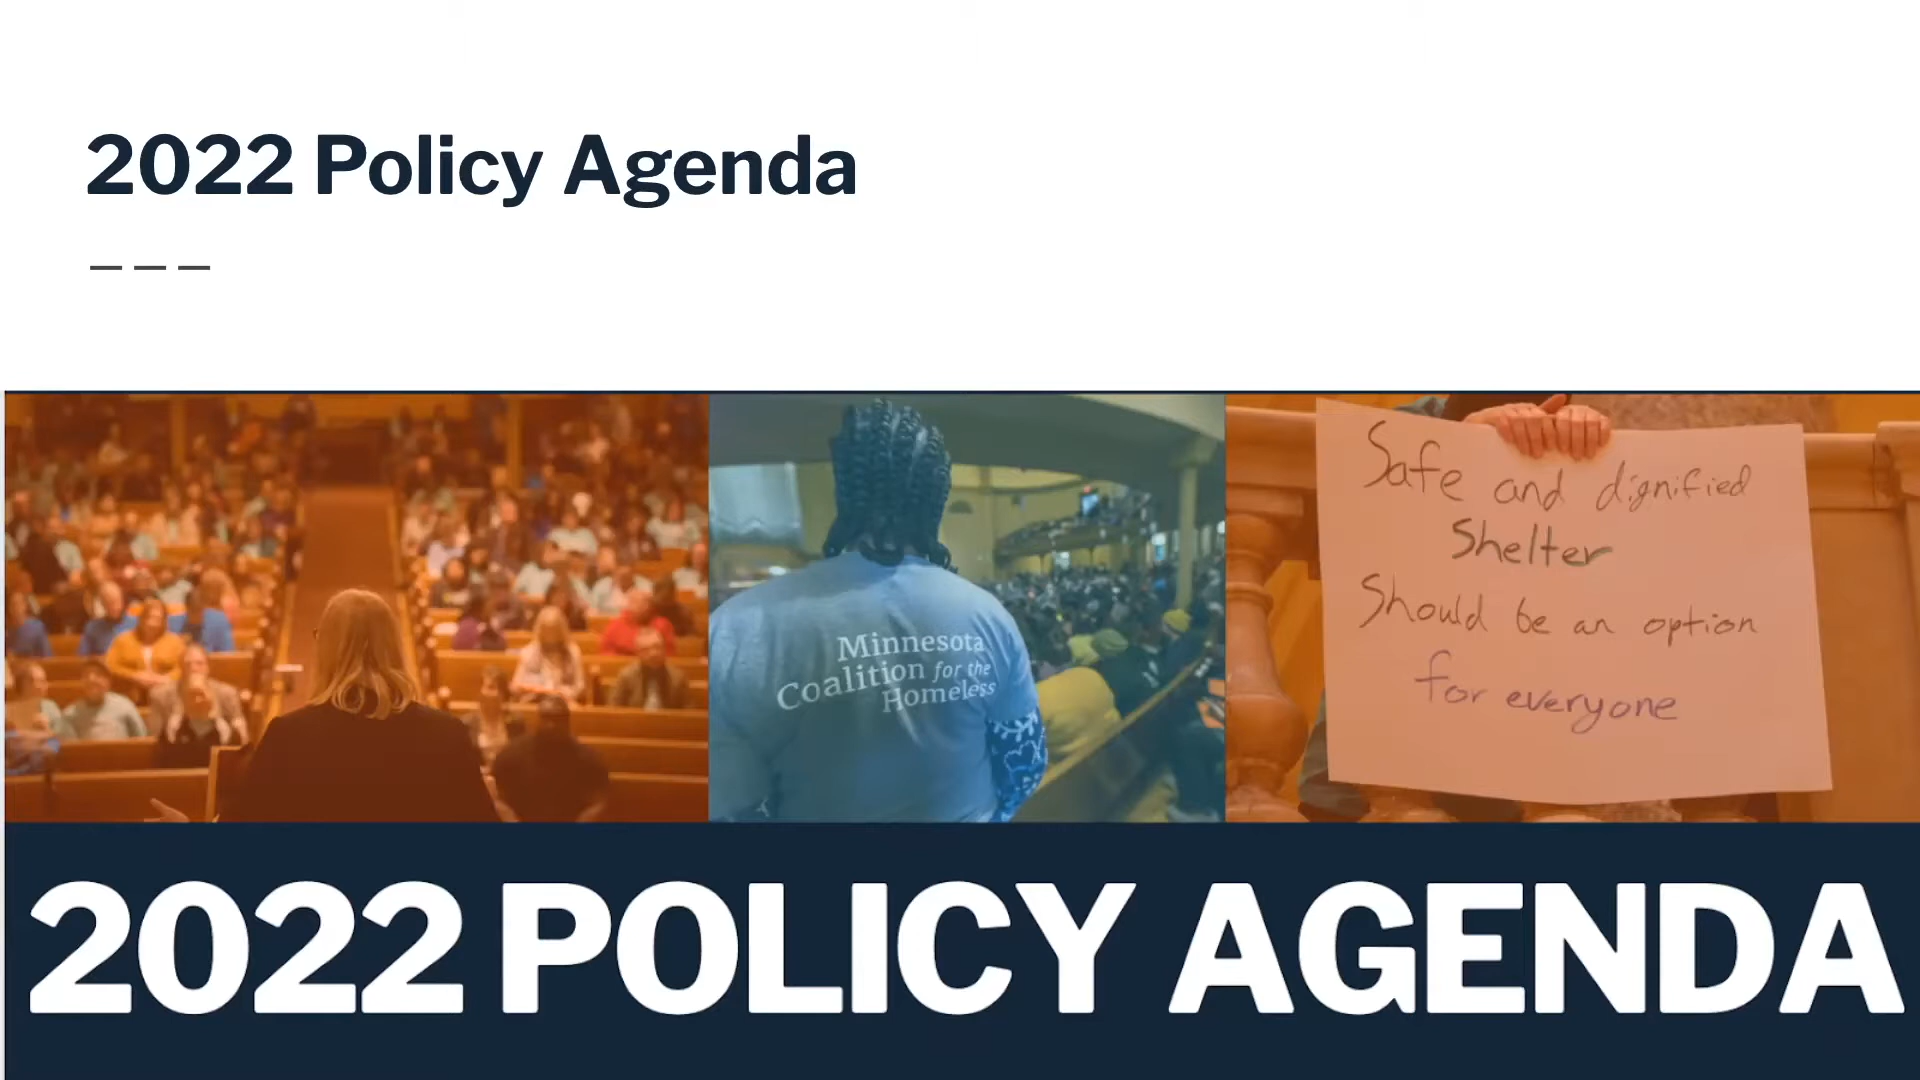 2022 Policy Agenda
Minnesota
Coalition for the
Homeless
Safe and dignified
Shelter
Should be an option
for everyone
2022 POLICY AGENDA